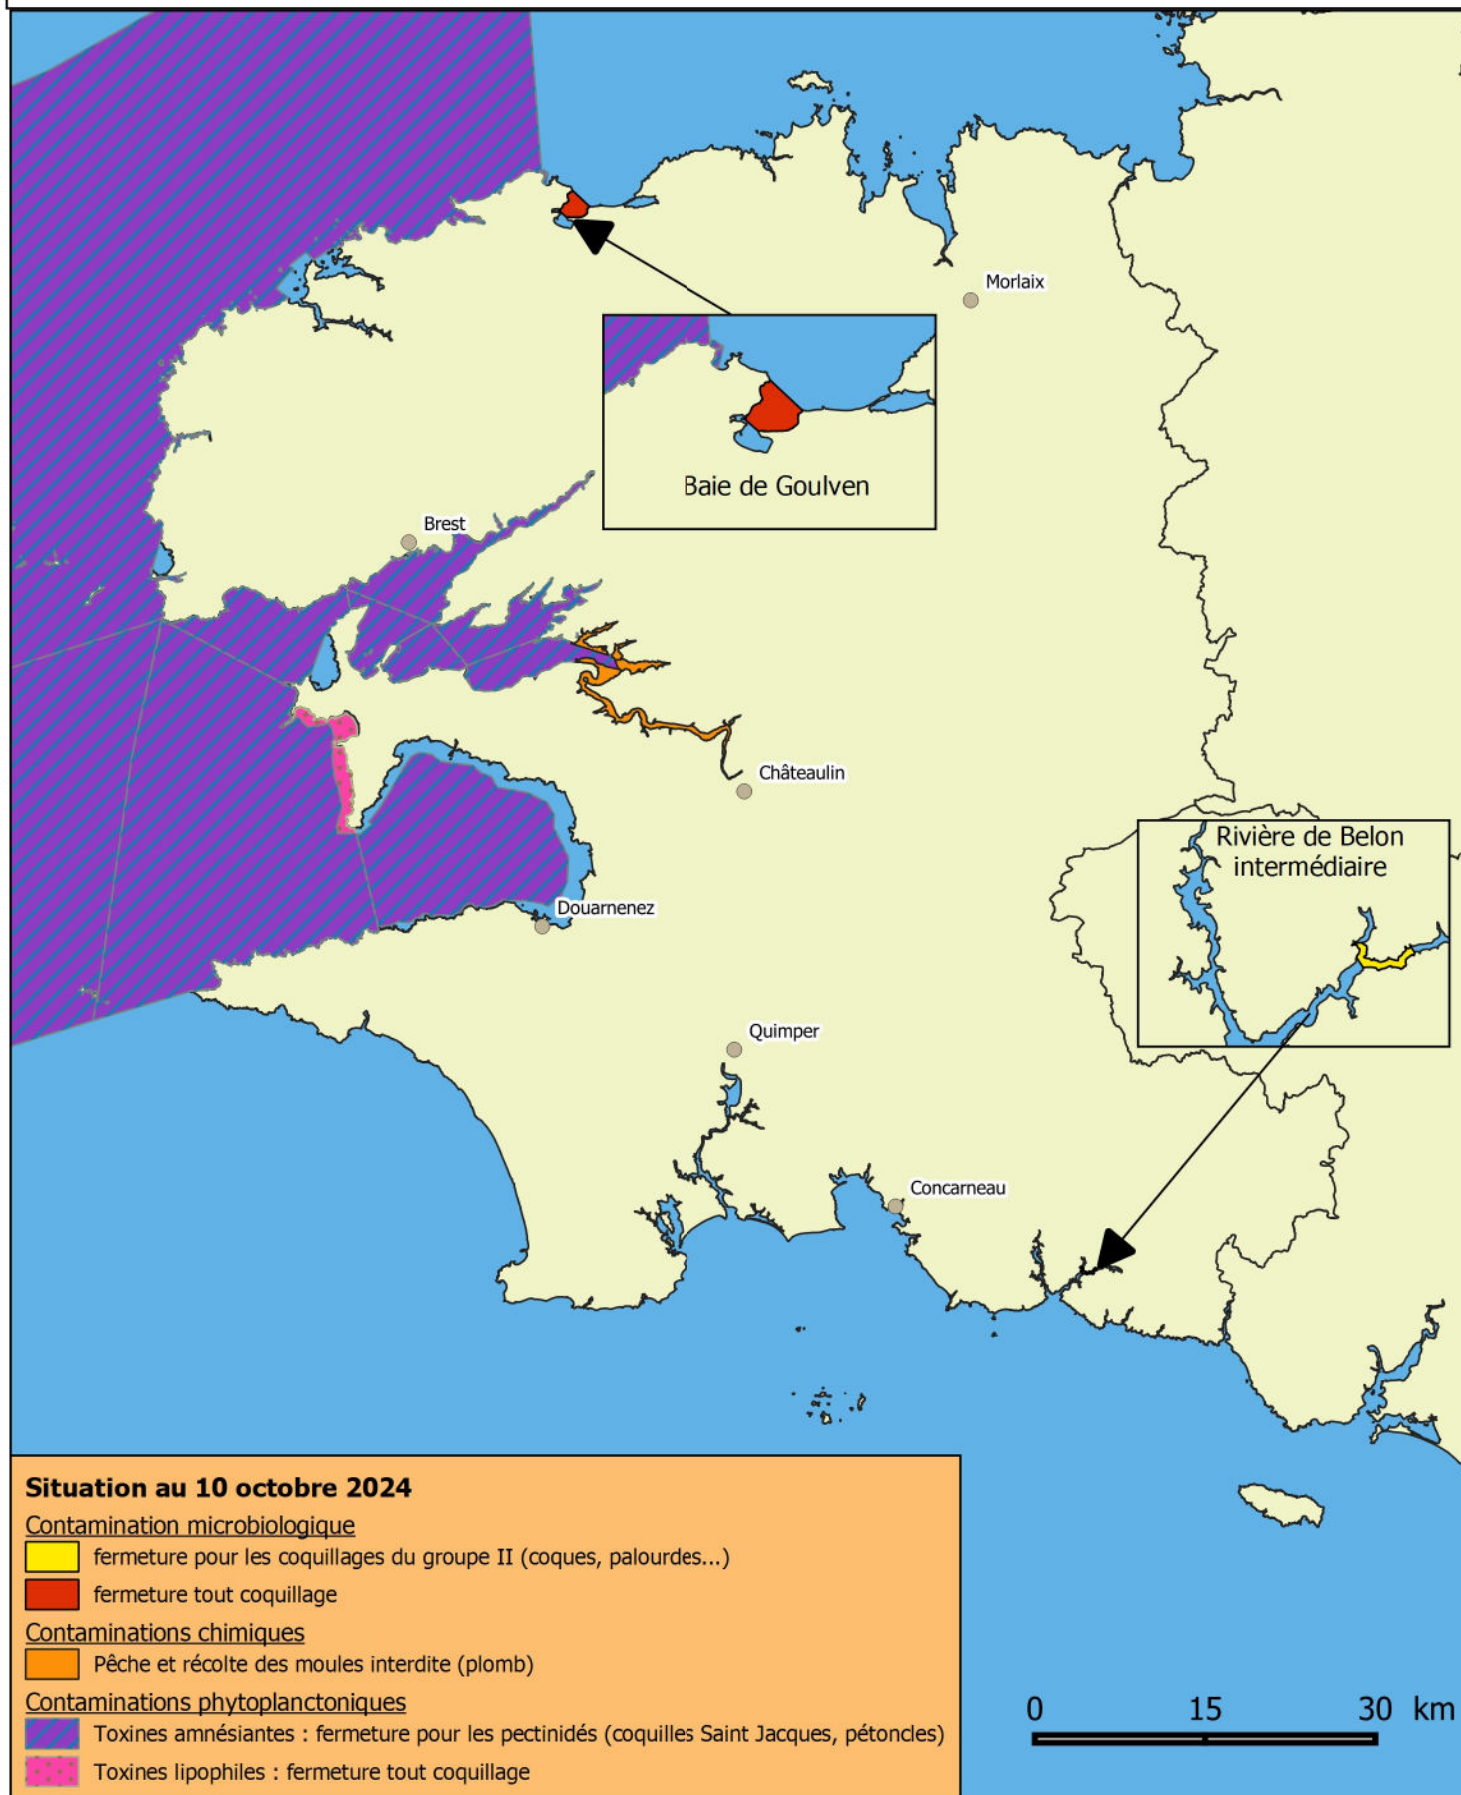 Morlaix
Baie de Goulven
Brest
Châteaulin
Rivière de Belon
intermédiaire
Douarnenez
Quimper
Concarneau
Situation au 10 octobre 2024
Contamination microbiologique
fermeture pour les coquillages du groupe II (coques, palourdes...)
fermeture tout coquillage
Contaminations chimiques
Pêche et récolte des moules interdite (plomb)
Contaminations phytoplanctoniques
Toxines amnésiantes : fermeture pour les pectinidés (coquilles Saint Jacques, pétoncles)
Toxines lipophiles : fermeture tout coquillage
0 15 30 km